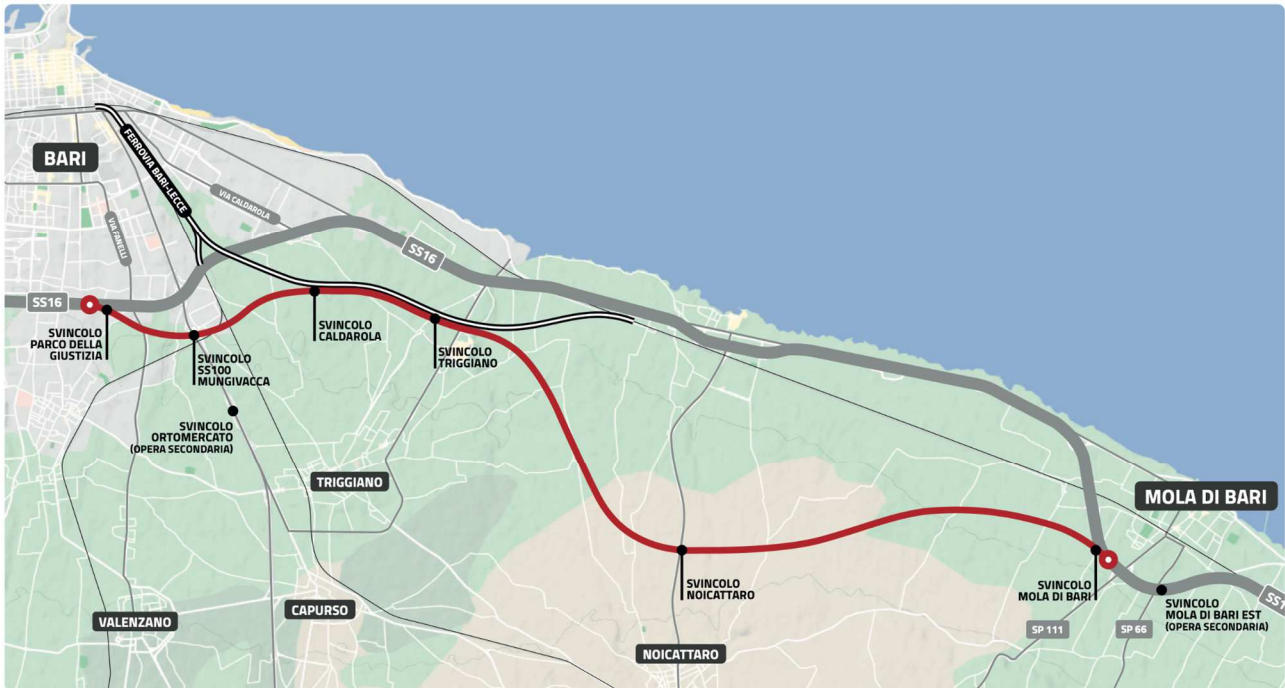 BARI
FERROVIA BARI-LECCE
VIA CALDAROLA
VIA FANELLI
SS16
SS16
SVINCOLO
PARCO DELLA
GIUSTIZIA
SVINCOLO
SS100
MUNGIVACCA
SVINCOLO
CALDAROLA
SVINCOLO
TRIGGIANO
SVINCOLO
ORTOMERCATO
(OPERA SECONDARIA)
TRIGGIANO
MOLA DI BARI
SVINCOLO
NOICATTARO
SVINCOLO
MOLA DI BARI
SVINCOLO
MOLA DI BARI EST
(OPERA SECONDARIA)
CAPURSO
VALENZANO
SP 111
SP 66
NOICATTARO